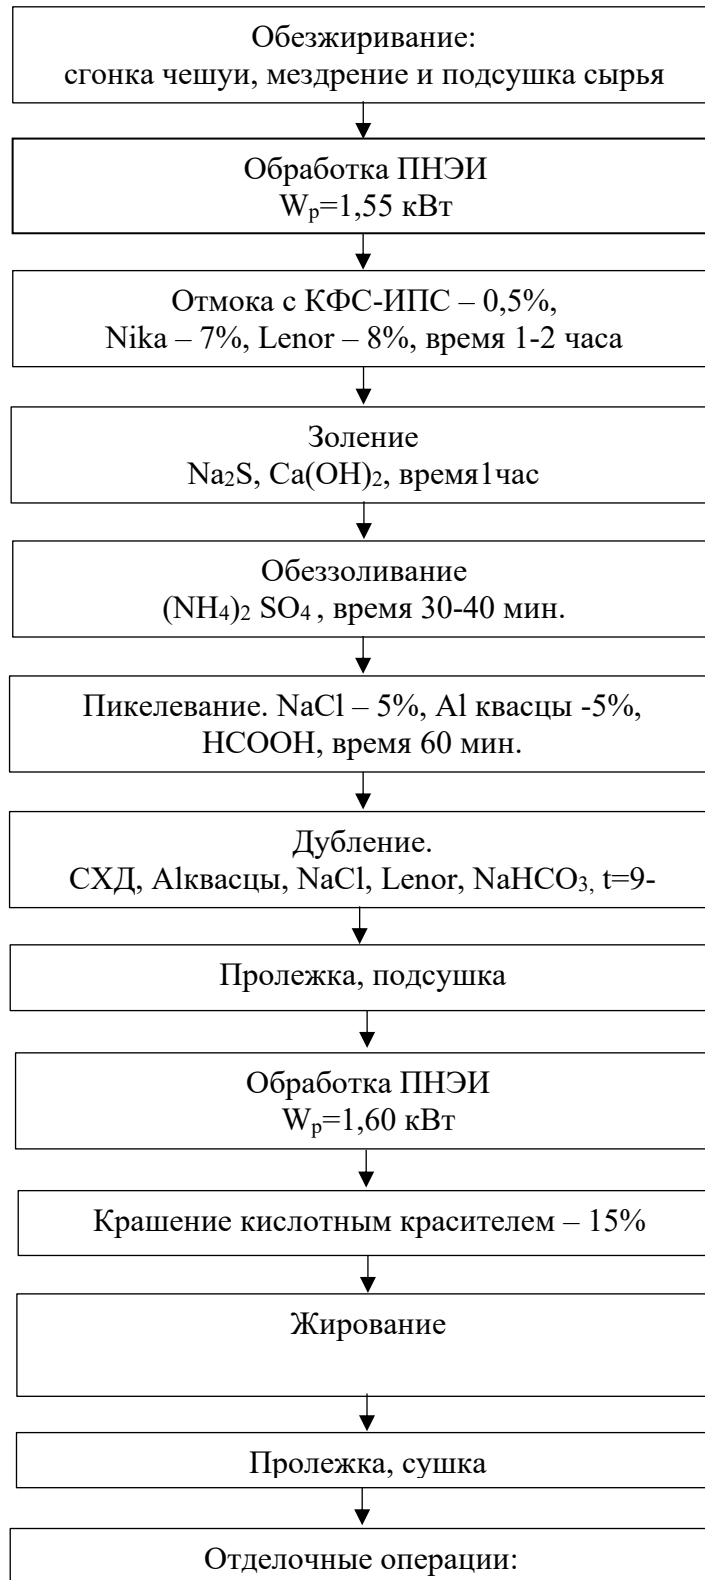 Обезжиривание:
сгонка чешуи, мездрение и подсушка сырья
Обработка ПНЭИ
Wₚ=1,55 кВт
Отмока с КФС-ИПС – 0,5%,
Nika – 7%, Lenor – 8%, время 1-2 часа
Золение
Na₂S, Ca(OH)₂, время1час
Обеззоливание
(NH₄)₂ SO₄ , время 30-40 мин.
Пикелевание. NaCl – 5%, Al квасцы -5%,
HCOOH, время 60 мин.
Дубление.
СХД, Alквасцы, NaCl, Lenor, NaHCO₃, t=9-
Пролежка, подсушка
Обработка ПНЭИ
Wₚ=1,60 кВт
Крашение кислотным красителем – 15%
Жирование
Пролежка, сушка
Отделочные операции: